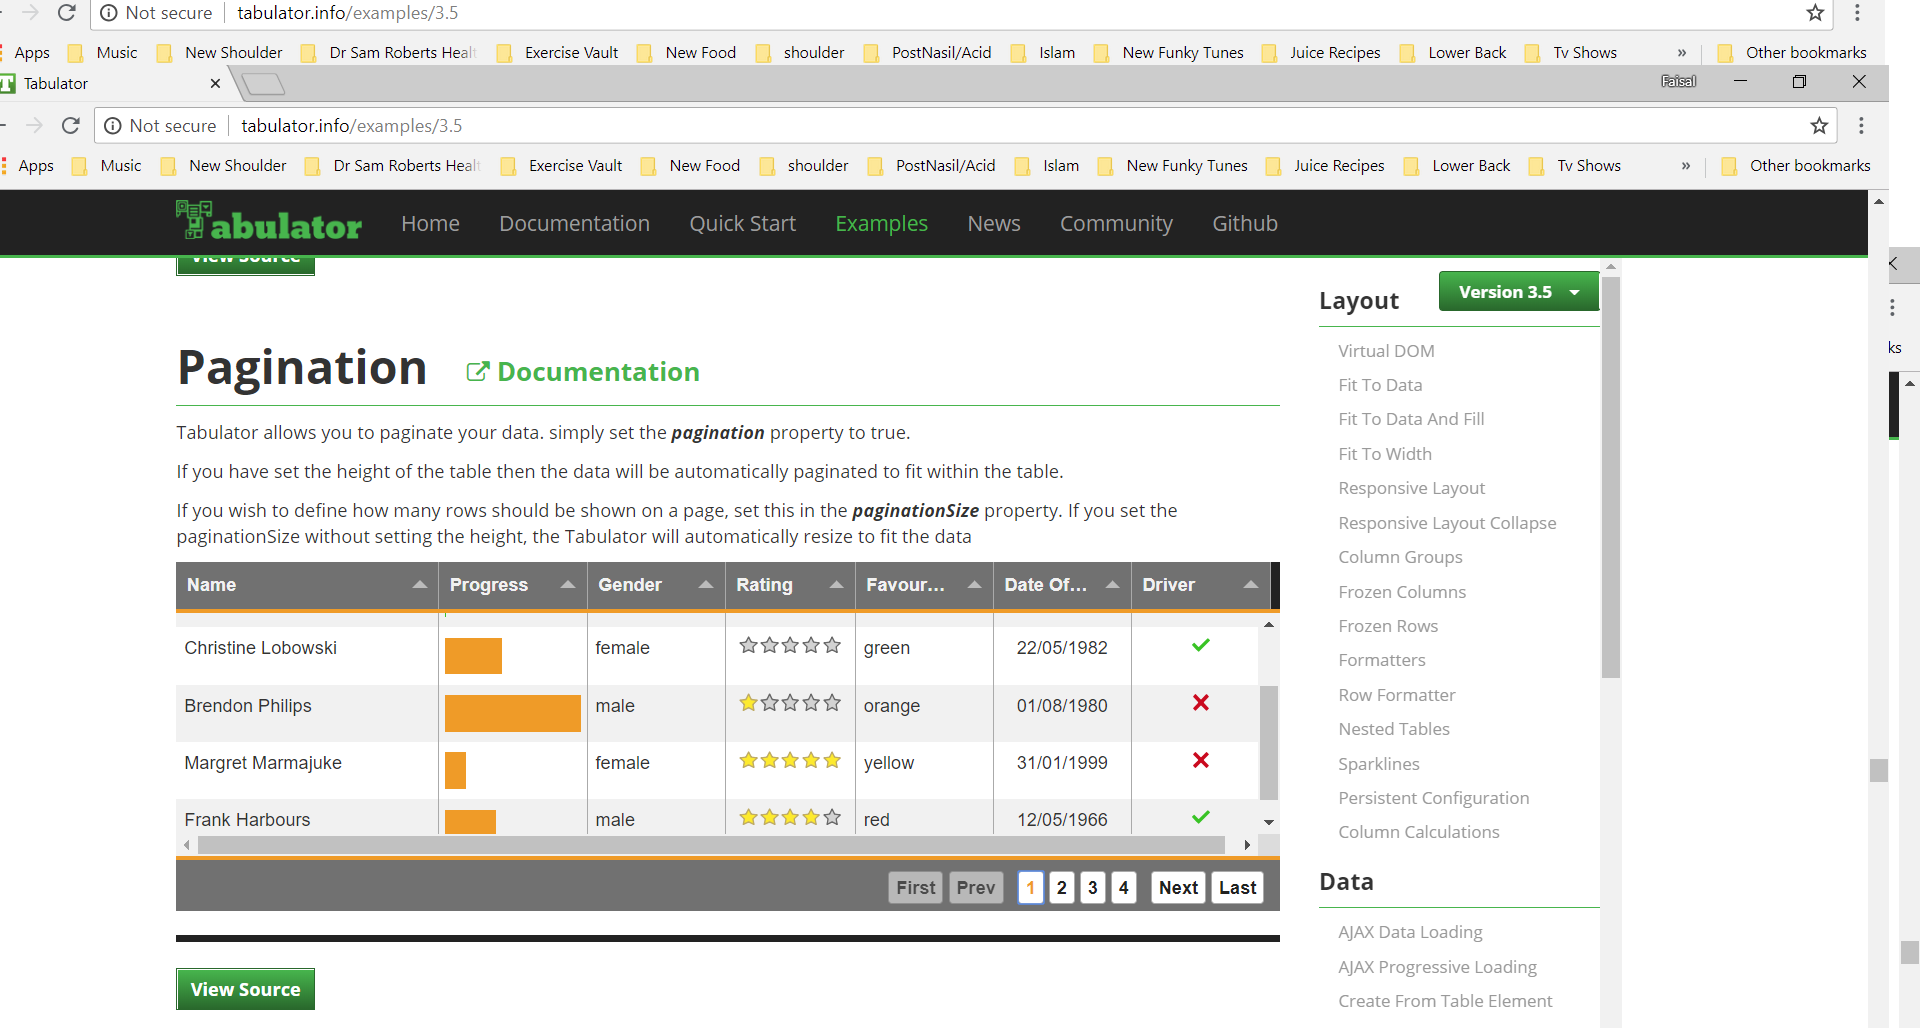 Not secure tabulator.info/examples/3.5
Apps Music New Shoulder Dr Sam Roberts Healt Exercise Vault New Food shoulder PostNasil/Acid Islam New Funky Tunes Juice Recipes Lower Back Tv Shows » Other bookmarks
Tabulator Faisal
Not secure tabulator.info/examples/3.5
Apps Music New Shoulder Dr Sam Roberts Healt Exercise Vault New Food shoulder PostNasil/Acid Islam New Funky Tunes Juice Recipes Lower Back Tv Shows » Other bookmarks
Tabulator Home Documentation Quick Start Examples News Community Github
View Source
Pagination Documentation
Tabulator allows you to paginate your data. simply set the pagination property to true.
If you have set the height of the table then the data will be automatically paginated to fit within the table.
If you wish to define how many rows should be shown on a page, set this in the paginationSize property. If you set the
paginationSize without setting the height, the Tabulator will automatically resize to fit the data
Name Progress Gender Rating Favour... Date Of... Driver
Christine Lobowski female green 22/05/1982
Brendon Philips male orange 01/08/1980
Margret Marmajuke female yellow 31/01/1999
Frank Harbours male red 12/05/1966
First Prev 1 2 3 4 Next Last
View Source
Layout Version 3.5
Virtual DOM
Fit To Data
Fit To Data And Fill
Fit To Width
Responsive Layout
Responsive Layout Collapse
Column Groups
Frozen Columns
Frozen Rows
Formatters
Row Formatter
Nested Tables
Sparklines
Persistent Configuration
Column Calculations
Data
AJAX Data Loading
AJAX Progressive Loading
Create From Table Element
ks